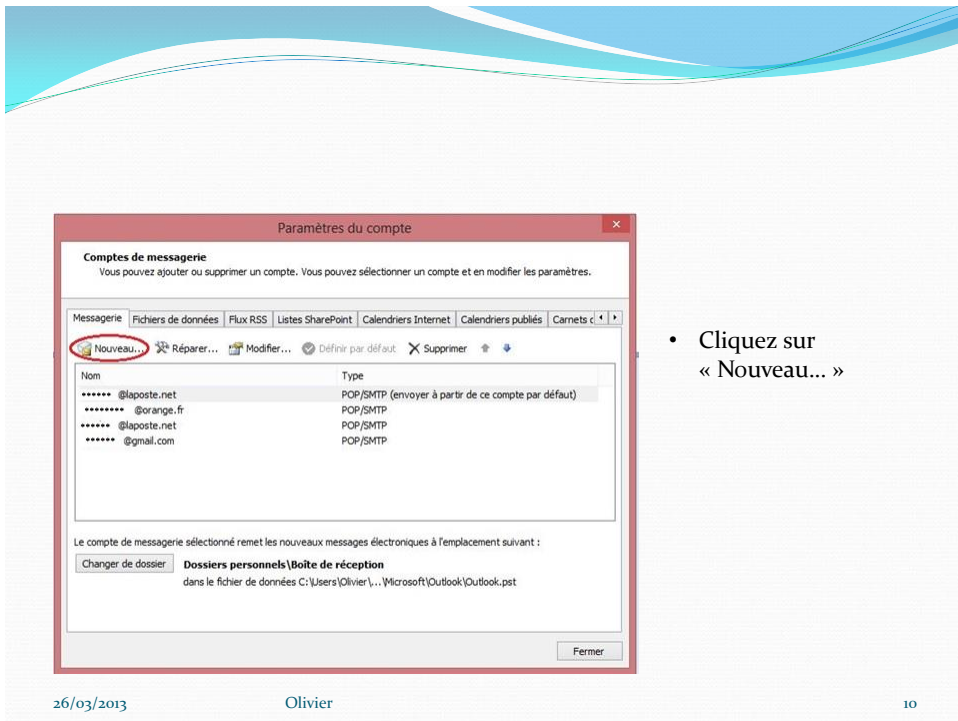 Paramètres du compte
Comptes de messagerie
Vous pouvez ajouter ou supprimer un compte. Vous pouvez sélectionner un compte et en modifier les paramètres.
Messagerie Fichiers de données Flux RSS Listes SharePoint Calendriers Internet Calendriers publiés Carnets c
Nouveau... Réparer... Modifier... Définir par défaut Supprimer
Nom Type
•••••• @laposte.net POP/SMTP (envoyer à partir de ce compte par défaut)
•••••••• @orange.fr POP/SMTP
•••••• @laposte.net POP/SMTP
•••••• @gmail.com POP/SMTP
Le compte de messagerie sélectionné remet les nouveaux messages électroniques à l'emplacement suivant :
Changer de dossier Dossiers personnels\Boîte de réception
dans le fichier de données C:\Users\Olivier\...\Microsoft\Outlook\Outlook.pst
Fermer
• Cliquez sur
« Nouveau... »
26/03/2013 Olivier 10